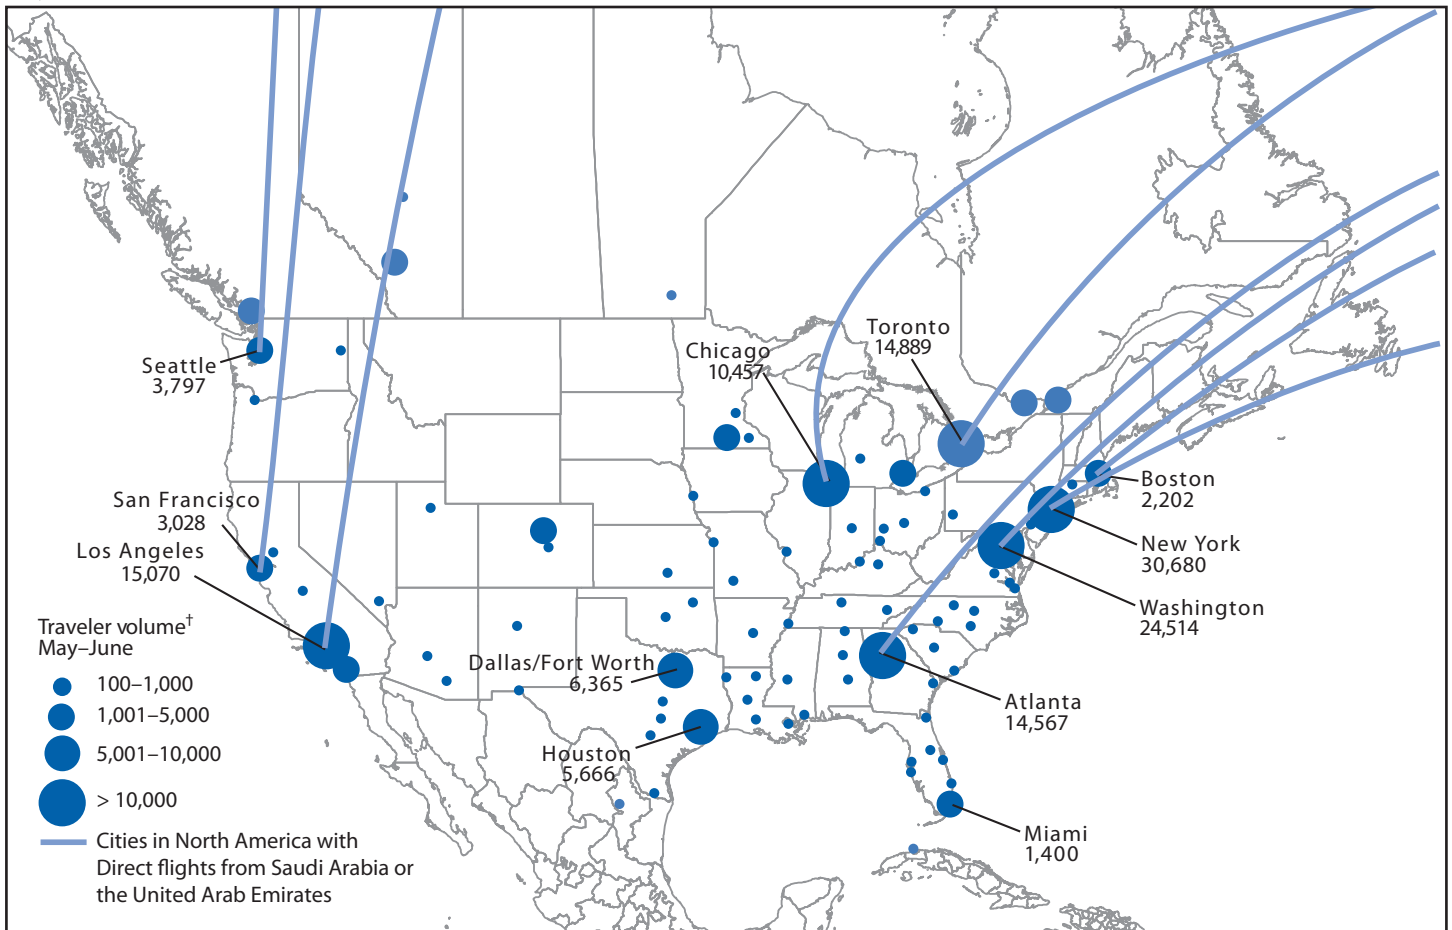 Toronto
14,889
Chicago
10,457
Seattle
3,797
Boston
2,202
San Francisco
3,028
New York
30,680
Los Angeles
15,070
Washington
24,514
Traveler volume†
May–June
100–1,000
1,001–5,000
5,001–10,000
> 10,000
Cities in North America with
Direct flights from Saudi Arabia or
the United Arab Emirates
Dallas/Fort Worth
6,365
Atlanta
14,567
Houston
5,666
Miami
1,400